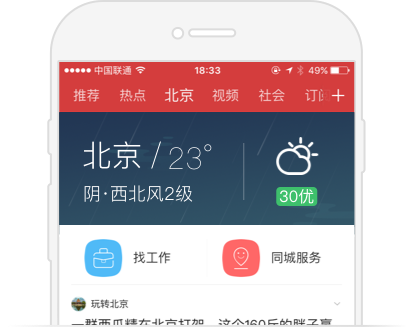 中国联通 18:33 49%
推荐 热点 北京 视频 社会 订阅 +
北京 / 23°
阴·西北风2级
30优
找工作 同城服务
玩转北京
一群西瓜精在北京打架，这个160斤的胖子赢